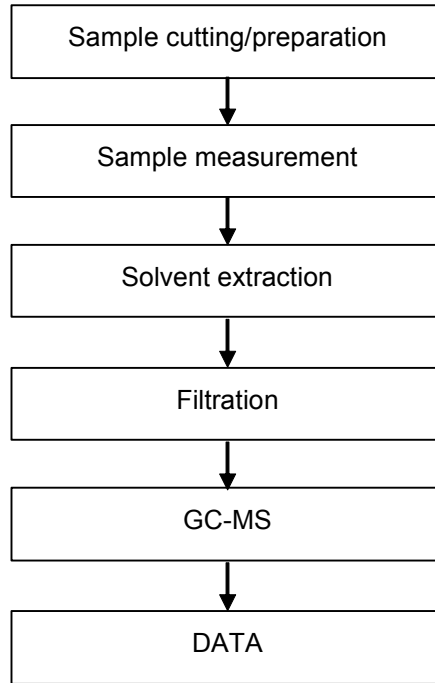 Sample cutting/preparation
Sample measurement
Solvent extraction
Filtration
GC-MS
DATA